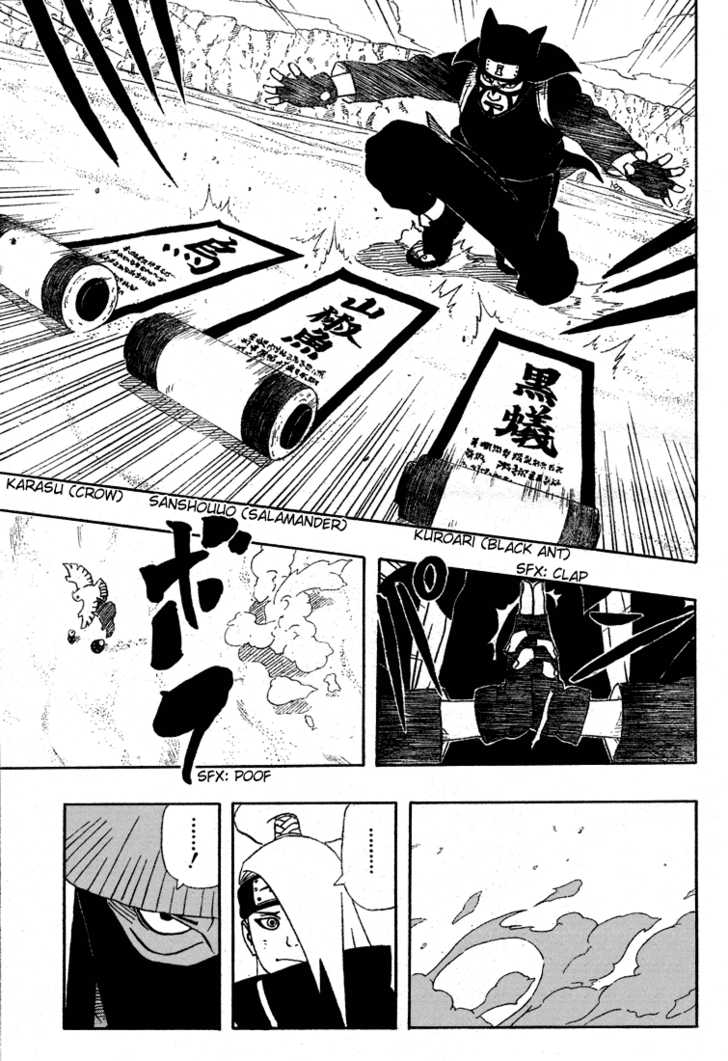 烏
山椒魚
黒蟻
KARASU (CROW)
SANSHOUUO (SALAMANDER)
KUROARI (BLACK ANT)
SFX: CLAP
ボフッ
SFX: POOF
………
……!